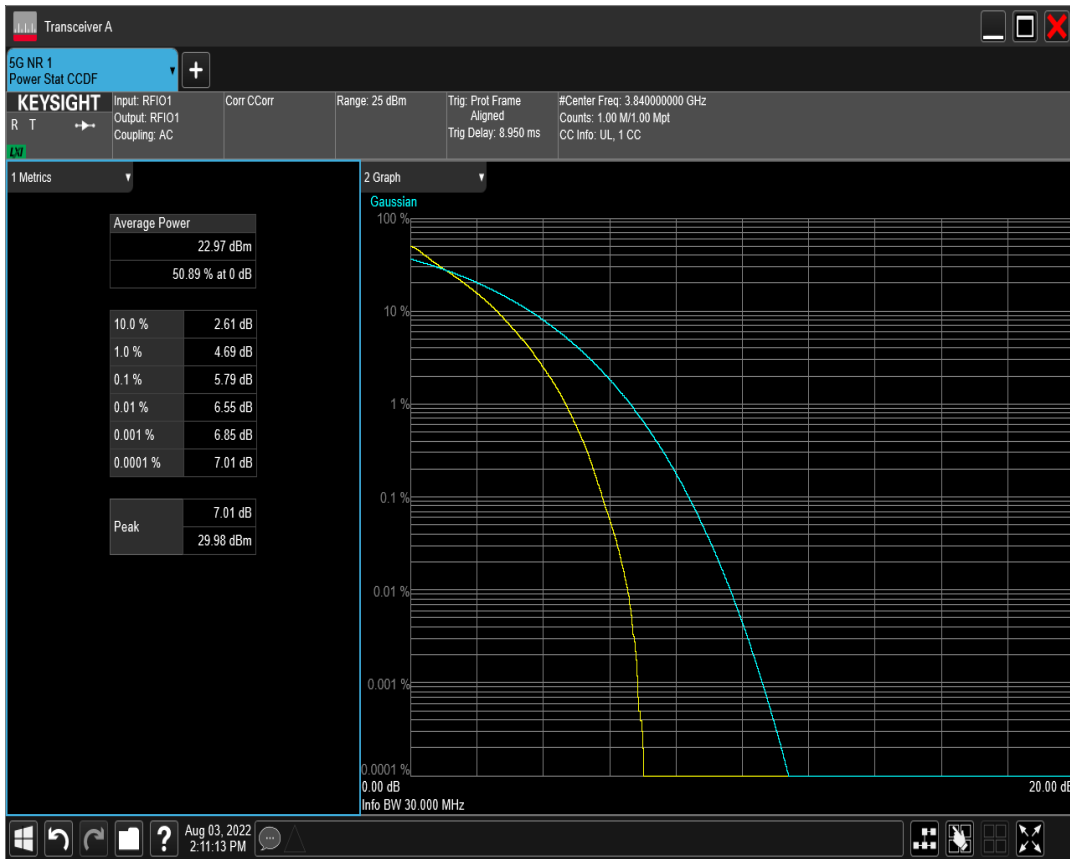 Transceiver A
5G NR 1
Power Stat CCDF
+
KEYSIGHT
R T
LXI
Input: RFIO1
Output: RFIO1
Coupling: AC
Corr CCorr
Range: 25 dBm
Trig: Prot Frame
Aligned
Trig Delay: 8.950 ms
#Center Freq: 3.840000000 GHz
Counts: 1.00 M/1.00 Mpt
CC Info: UL, 1 CC
1 Metrics
Average Power
22.97 dBm
50.89 % at 0 dB
10.0 % 2.61 dB
1.0 % 4.69 dB
0.1 % 5.79 dB
0.01 % 6.55 dB
0.001 % 6.85 dB
0.0001 % 7.01 dB
Peak
7.01 dB
29.98 dBm
2 Graph
Gaussian
100 %
10 %
1 %
0.1 %
0.01 %
0.001 %
0.0001 %
0.00 dB
20.00 dB
Info BW 30.000 MHz
?
Aug 03, 2022
2:11:13 PM